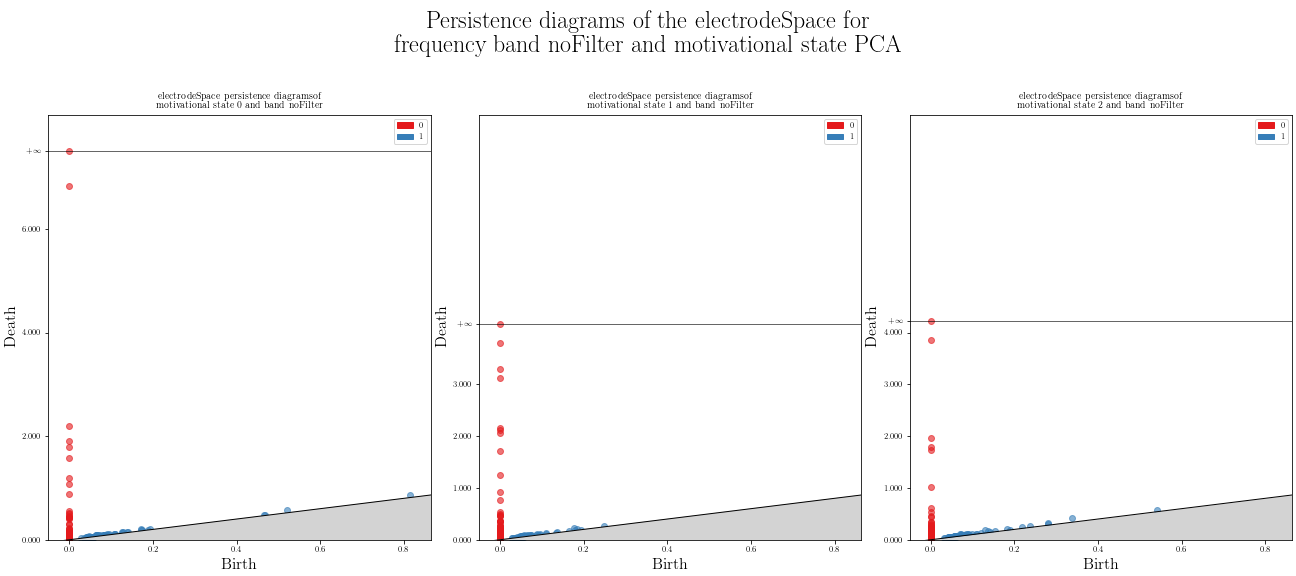 Persistence diagrams of the electrodeSpace for
frequency band noFilter and motivational state PCA
electrodeSpace persistence diagramsof
motivational state 0 and band noFilter
0
1
+∞
6.000
4.000
2.000
0.000
Death
0.0 0.2 0.4 0.6 0.8
Birth
electrodeSpace persistence diagramsof
motivational state 1 and band noFilter
0
1
+∞
3.000
2.000
1.000
0.000
Death
0.0 0.2 0.4 0.6 0.8
Birth
electrodeSpace persistence diagramsof
motivational state 2 and band noFilter
0
1
+∞
4.000
3.000
2.000
1.000
0.000
Death
0.0 0.2 0.4 0.6 0.8
Birth